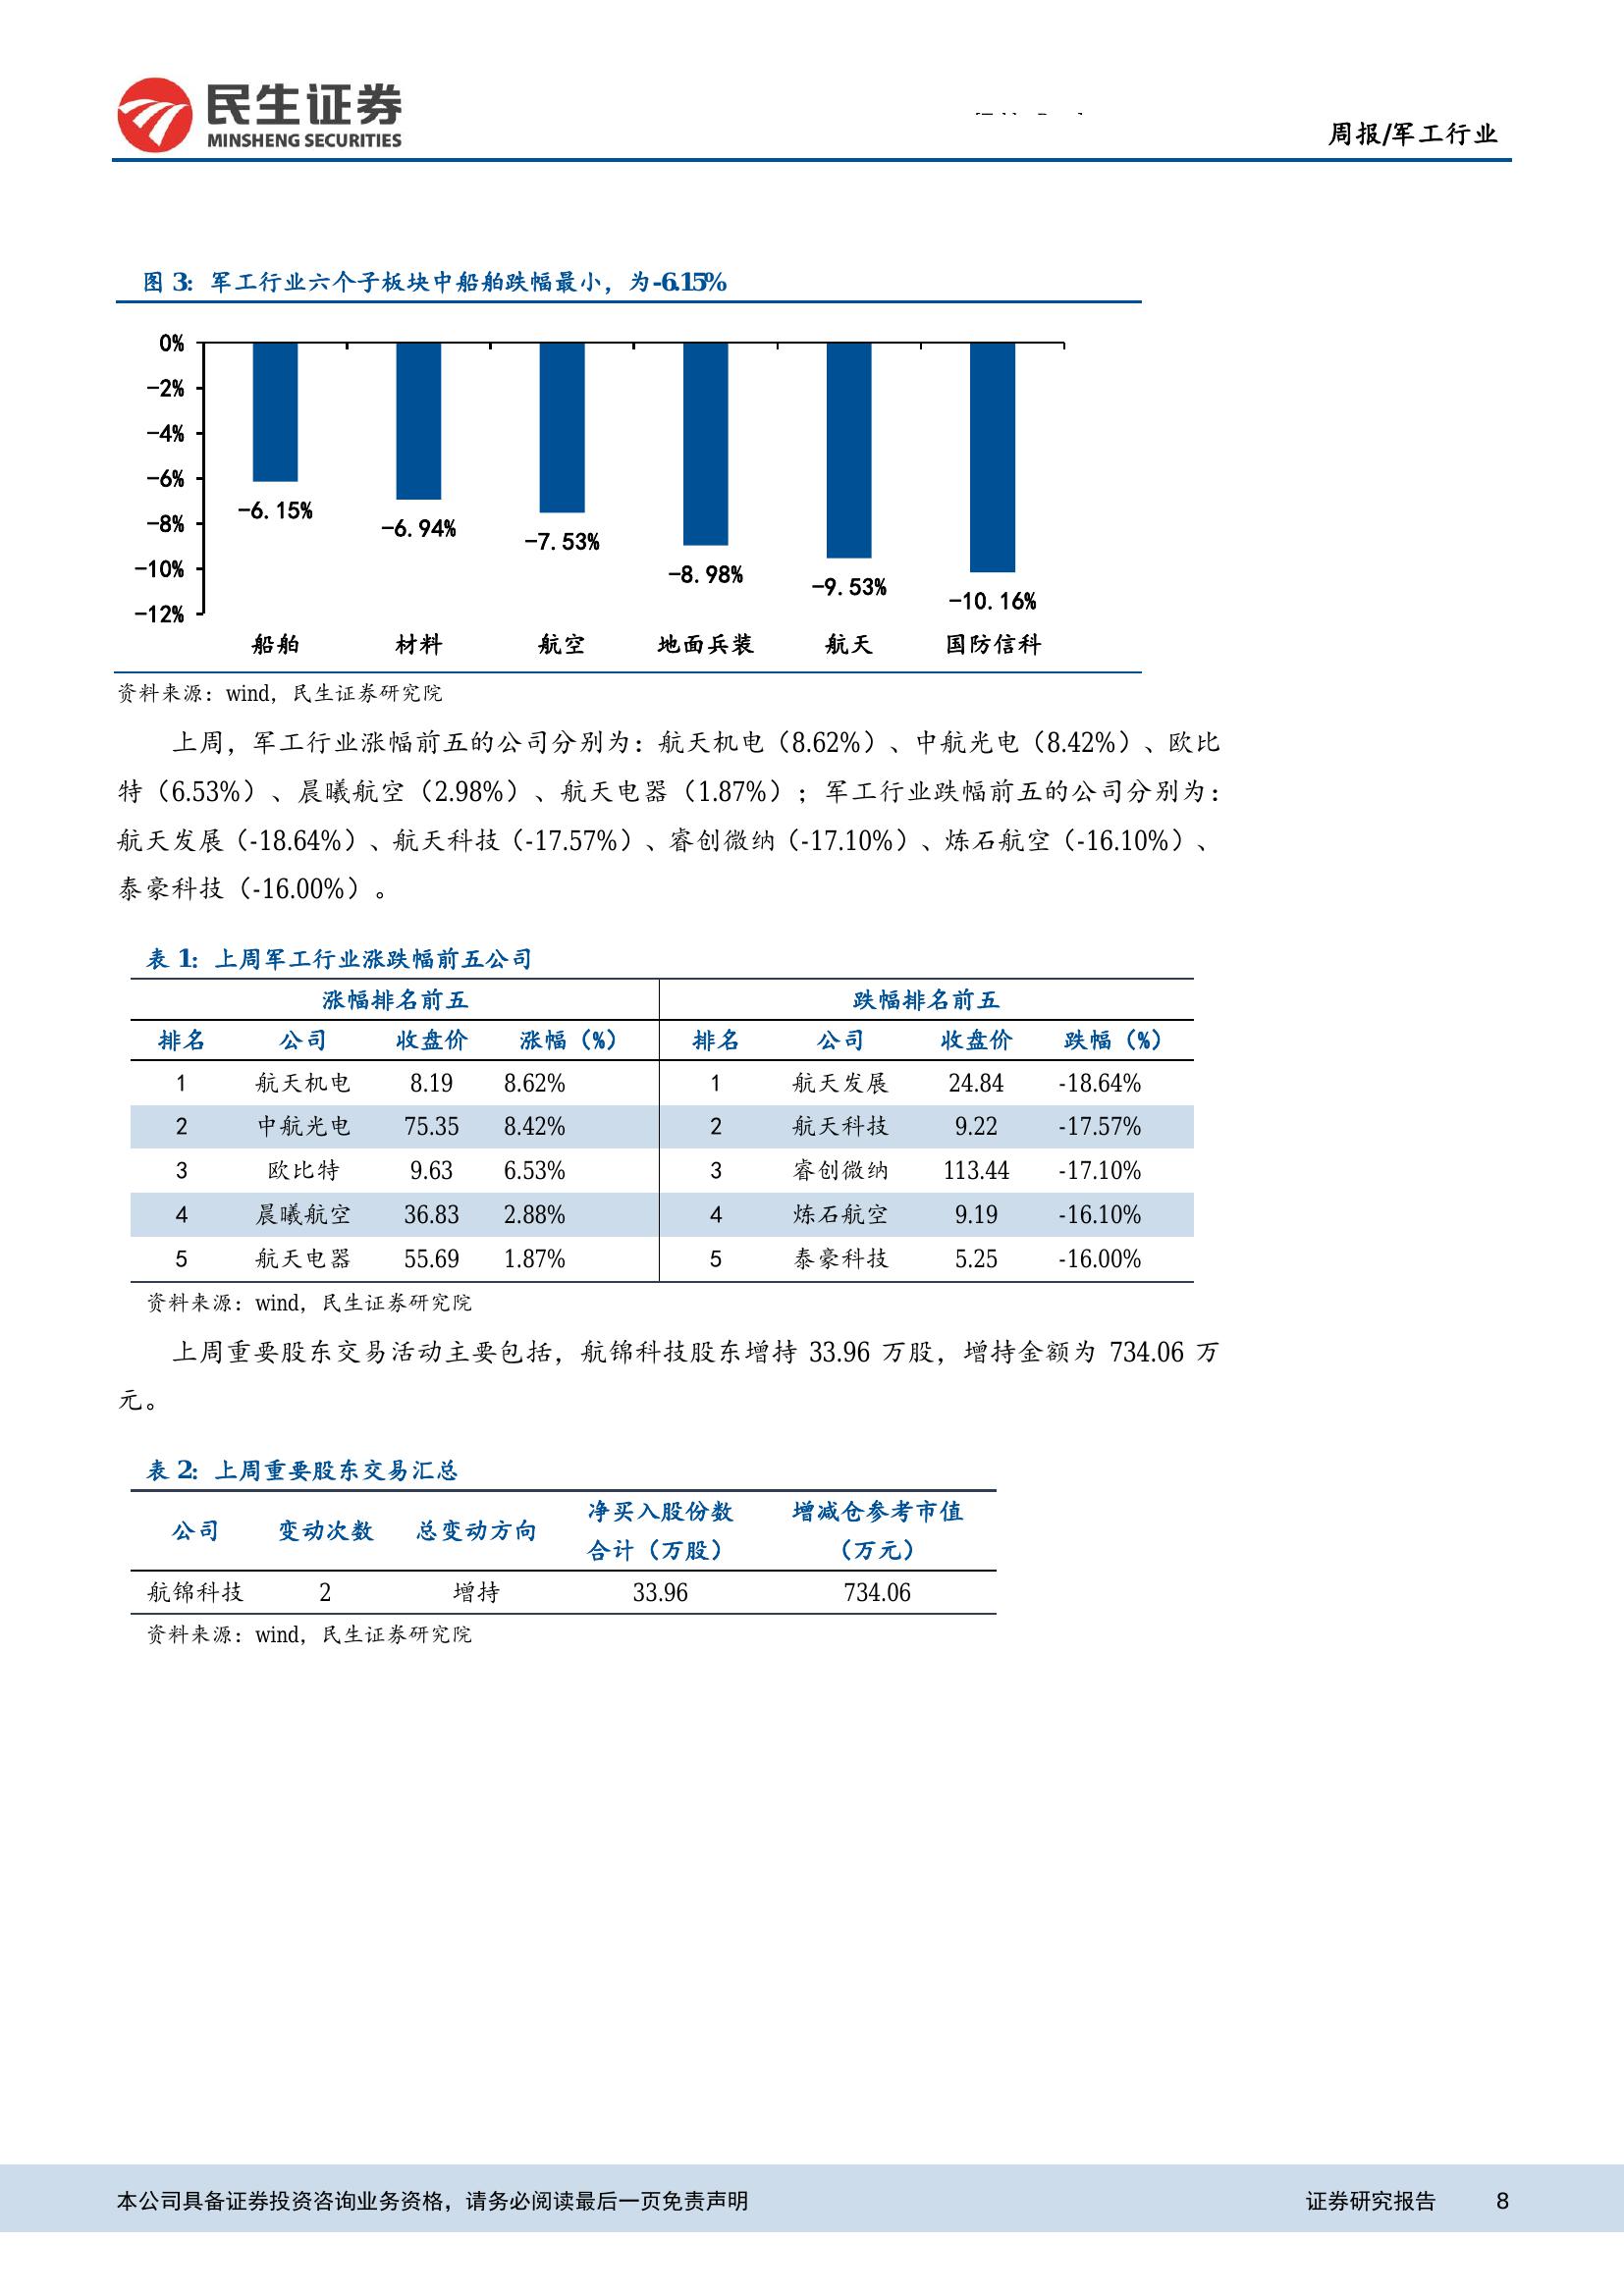 民生证券
MINSHENG SECURITIES
周报/军工行业
图 3：军工行业六个子板块中船舶跌幅最小，为-6.15%
0%
-2%
-4%
-6%
-8%
-10%
-12%
-6.15%
-6.94%
-7.53%
-8.98%
-9.53%
-10.16%
船舶 材料 航空 地面兵装 航天 国防信科
资料来源：wind，民生证券研究院
上周，军工行业涨幅前五的公司分别为：航天机电（8.62%）、中航光电（8.42%）、欧比
特（6.53%）、晨曦航空（2.98%）、航天电器（1.87%）；军工行业跌幅前五的公司分别为：
航天发展（-18.64%）、航天科技（-17.57%）、睿创微纳（-17.10%）、炼石航空（-16.10%）、
泰豪科技（-16.00%）。
表 1：上周军工行业涨跌幅前五公司
涨幅排名前五 跌幅排名前五
排名 公司 收盘价 涨幅（%） 排名 公司 收盘价 跌幅（%）
1 航天机电 8.19 8.62% 1 航天发展 24.84 -18.64%
2 中航光电 75.35 8.42% 2 航天科技 9.22 -17.57%
3 欧比特 9.63 6.53% 3 睿创微纳 113.44 -17.10%
4 晨曦航空 36.83 2.88% 4 炼石航空 9.19 -16.10%
5 航天电器 55.69 1.87% 5 泰豪科技 5.25 -16.00%
资料来源：wind，民生证券研究院
上周重要股东交易活动主要包括，航锦科技股东增持 33.96 万股，增持金额为 734.06 万
元。
表 2：上周重要股东交易汇总
公司 变动次数 总变动方向 净买入股份数 增减仓参考市值
合计（万股） （万元）
航锦科技 2 增持 33.96 734.06
资料来源：wind，民生证券研究院
本公司具备证券投资咨询业务资格，请务必阅读最后一页免责声明 证券研究报告 8